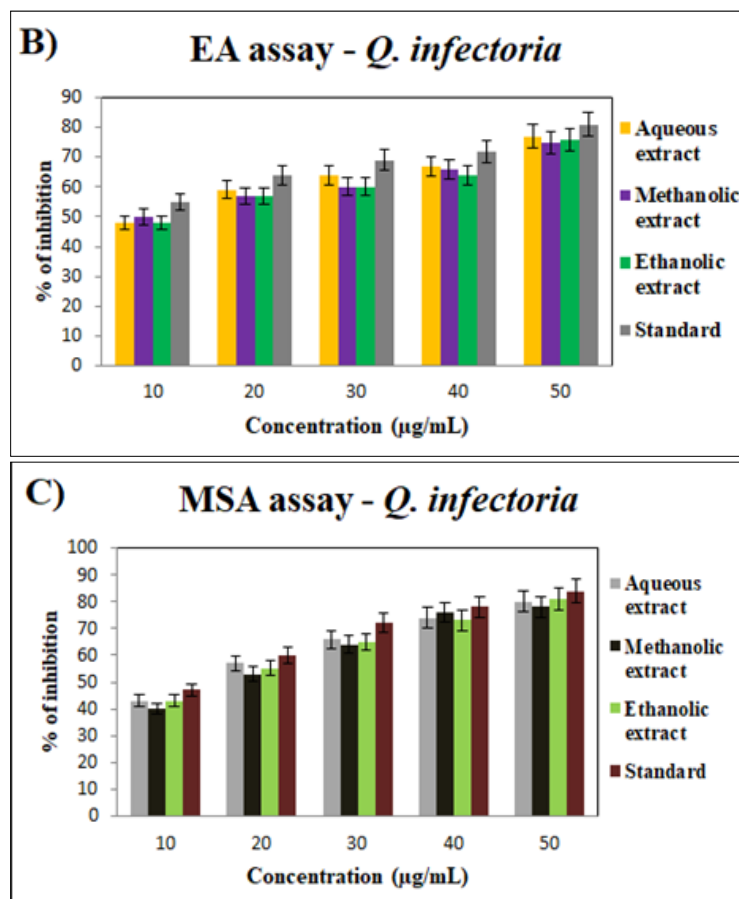 B)
EA assay - Q. infectoria
90
80
70
60
50
40
30
20
10
0
% of inhibition
10 20 30 40 50
Concentration (µg/mL)
Aqueous
extract
Methanolic
extract
Ethanolic
extract
Standard
C)
MSA assay - Q. infectoria
100
90
80
70
60
50
40
30
20
10
0
% of inhibition
10 20 30 40 50
Concentration (µg/mL)
Aqueous
extract
Methanolic
extract
Ethanolic
extract
Standard